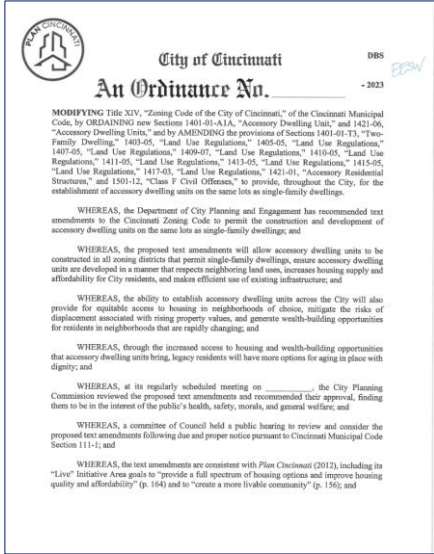 PLAN CINCINNATI
City of Cincinnati
DBS
EESW
An Ordinance No.
- 2023
MODIFYING Title XIV, "Zoning Code of the City of Cincinnati," of the Cincinnati Municipal
Code, by ORDAINING new Sections 1401-01-A1A, "Accessory Dwelling Unit," and 1421-06,
"Accessory Dwelling Units," and by AMENDING the provisions of Sections 1401-01-T3, "Two-
Family Dwelling," 1403-05, "Land Use Regulations," 1405-05, "Land Use Regulations,"
1407-05, "Land Use Regulations," 1409-07, "Land Use Regulations," 1410-05, "Land Use
Regulations," 1411-05, "Land Use Regulations," 1413-05, "Land Use Regulations," 1415-05,
"Land Use Regulations," 1417-03, "Land Use Regulations," 1421-01, "Accessory Residential
Structures," and 1501-12, "Class F Civil Offenses," to provide, throughout the City, for the
establishment of accessory dwelling units on the same lots as single-family dwellings.
WHEREAS, the Department of City Planning and Engagement has recommended text
amendments to the Cincinnati Zoning Code to permit the construction and development of
accessory dwelling units on the same lots as single-family dwellings; and
WHEREAS, the proposed text amendments will allow accessory dwelling units to be
constructed in all zoning districts that permit single-family dwellings, ensure accessory dwelling
units are developed in a manner that respects neighboring land uses, increases housing supply and
affordability for City residents, and makes efficient use of existing infrastructure; and
WHEREAS, the ability to establish accessory dwelling units across the City will also
provide for equitable access to housing in neighborhoods of choice, mitigate the risks of
displacement associated with rising property values, and generate wealth-building opportunities
for residents in neighborhoods that are rapidly changing; and
WHEREAS, through the increased access to housing and wealth-building opportunities
that accessory dwelling units bring, legacy residents will have more options for aging in place with
dignity; and
WHEREAS, at its regularly scheduled meeting on __________, the City Planning
Commission reviewed the proposed text amendments and recommended their approval, finding
them to be in the interest of the public's health, safety, morals, and general welfare; and
WHEREAS, a committee of Council held a public hearing to review and consider the
proposed text amendments following due and proper notice pursuant to Cincinnati Municipal Code
Section 111-1; and
WHEREAS, the text amendments are consistent with Plan Cincinnati (2012), including its
"Live" Initiative Area goals to "provide a full spectrum of housing options and improve housing
quality and affordability" (p. 164) and to "create a more livable community" (p. 156); and